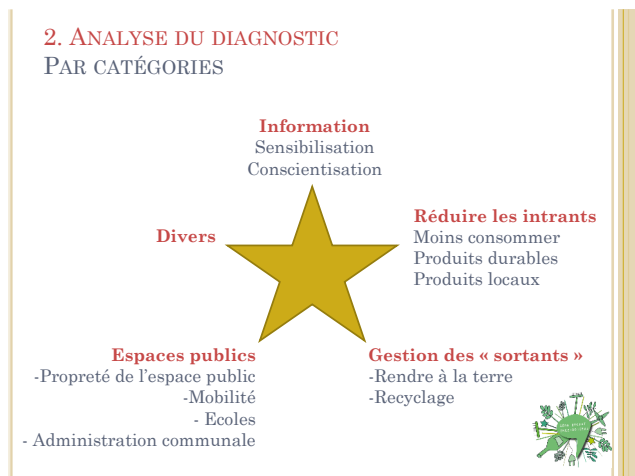 2. ANALYSE DU DIAGNOSTIC
PAR CATÉGORIES
Information
Sensibilisation
Conscientisation
Divers
Réduire les intrants
Moins consommer
Produits durables
Produits locaux
Espaces publics
-Propreté de l'espace public
-Mobilité
- Ecoles
- Administration communale
Gestion des « sortants »
-Rendre à la terre
-Recyclage